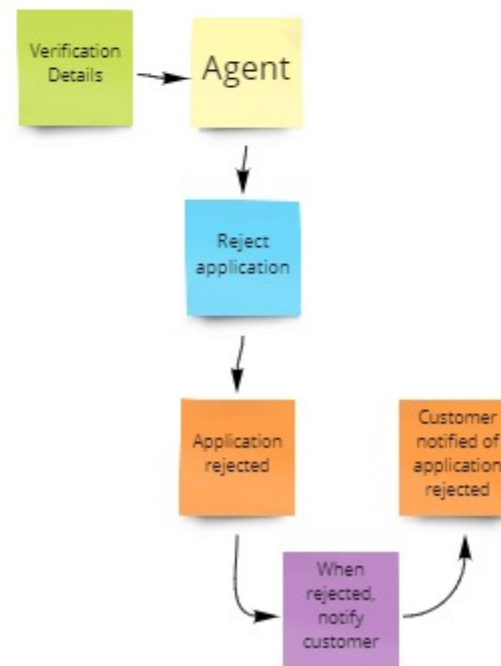 Verification
Details
Agent
Reject
application
Application
rejected
Customer
notified of
application
rejected
When
rejected,
notify
customer